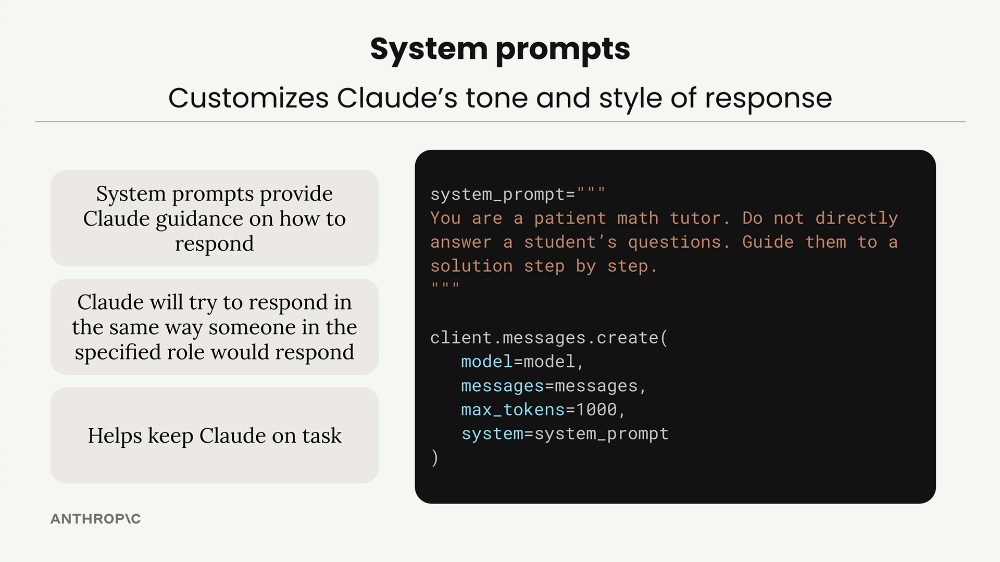 System prompts
Customizes Claude’s tone and style of response
System prompts provide
Claude guidance on how to
respond
Claude will try to respond in
the same way someone in the
specified role would respond
Helps keep Claude on task
system_prompt="""
You are a patient math tutor. Do not directly
answer a student’s questions. Guide them to a
solution step by step.
"""
client.messages.create(
   model=model,
   messages=messages,
   max_tokens=1000,
   system=system_prompt
)
ANTHROP\C